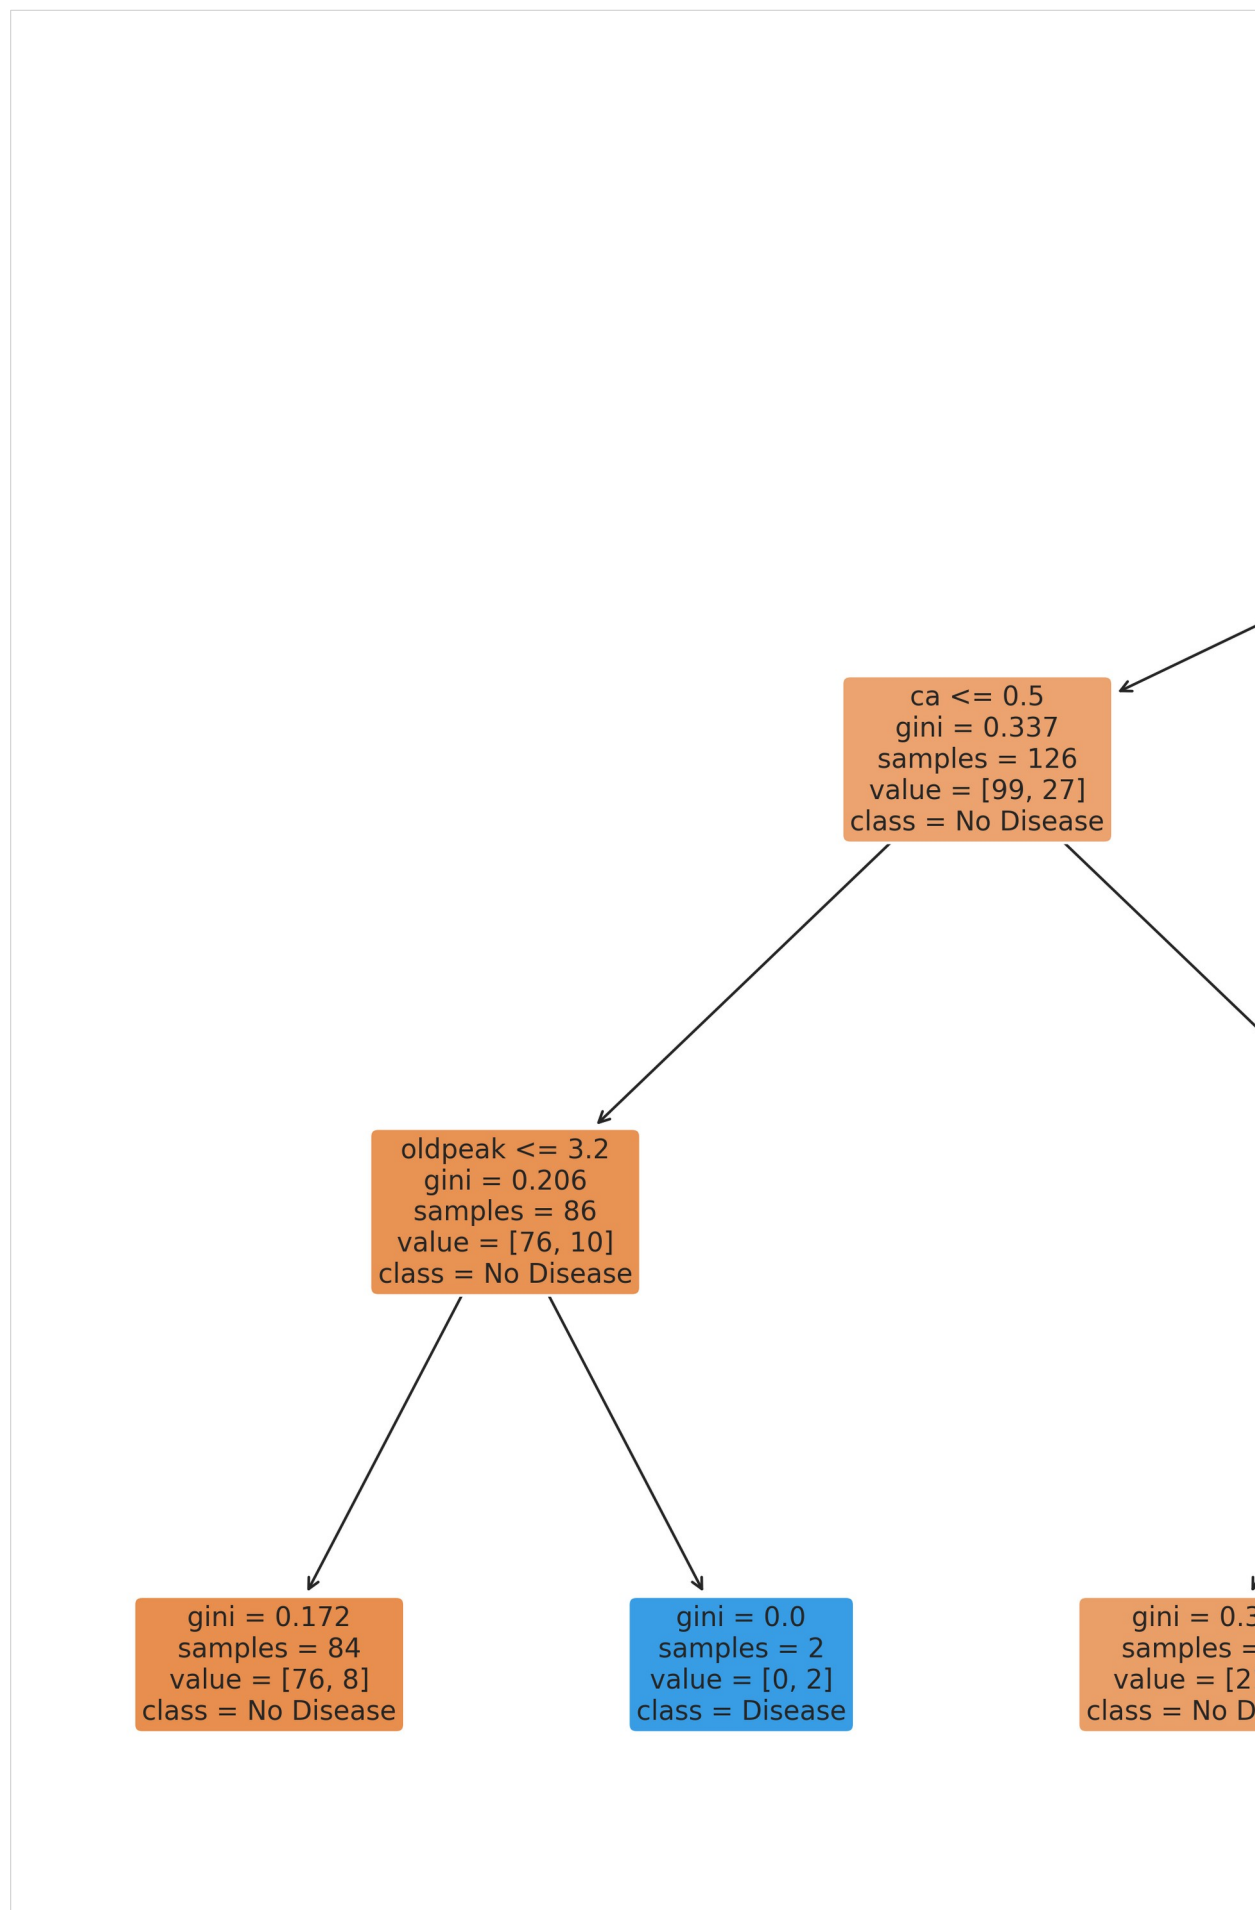 ca <= 0.5
gini = 0.337
samples = 126
value = [99, 27]
class = No Disease
oldpeak <= 3.2
gini = 0.206
samples = 86
value = [76, 10]
class = No Disease
gini = 0.172
samples = 84
value = [76, 8]
class = No Disease
gini = 0.0
samples = 2
value = [0, 2]
class = Disease
gini = 0.3
samples =
value = [2
class = No